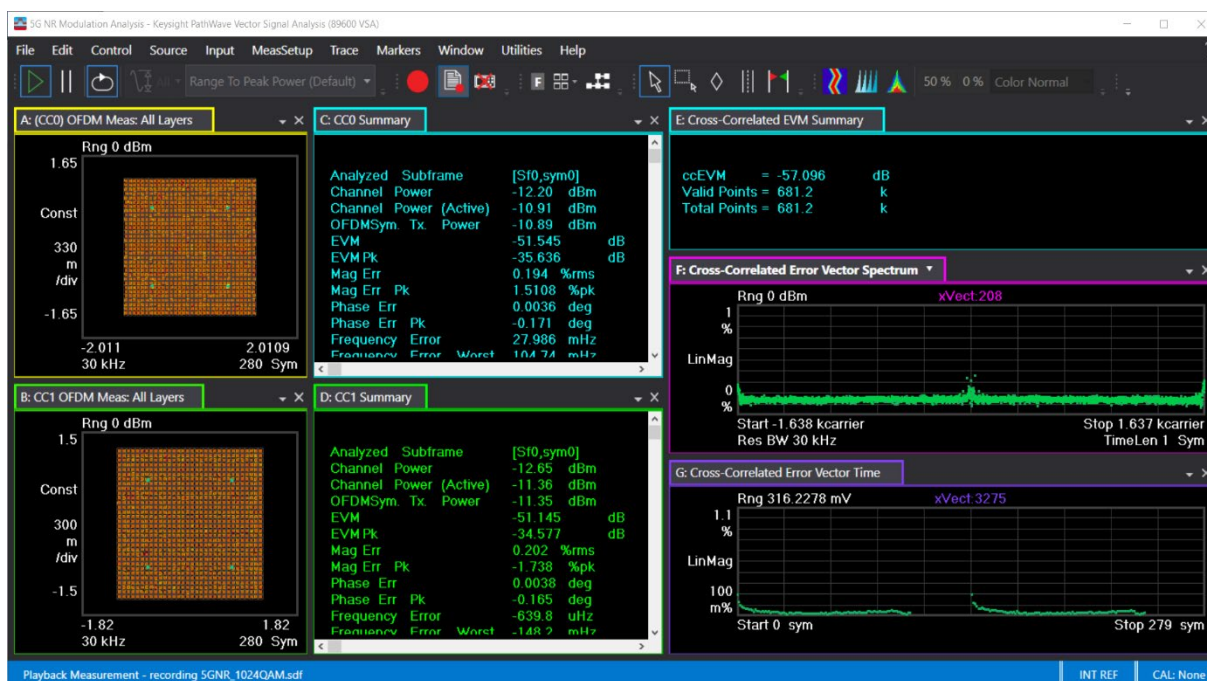 5G NR Modulation Analysis - Keysight PathWave Vector Signal Analysis (89600 VSA)
File Edit Control Source Input MeasSetup Trace Markers Window Utilities Help
All Range To Peak Power (Default) F 50 % 0 % Color Normal
A: (CC0) OFDM Meas: All Layers
Rng 0 dBm
1.65
Const
330
m
/div
-1.65
-2.011 2.0109
30 kHz 280 Sym
B: CC1 OFDM Meas: All Layers
Rng 0 dBm
1.5
Const
300
m
/div
-1.5
-1.82 1.82
30 kHz 280 Sym
C: CC0 Summary
Analyzed Subframe [Sf0,sym0]
Channel Power -12.20 dBm
Channel Power (Active) -10.91 dBm
OFDMSym. Tx. Power -10.89 dBm
EVM -51.545 dB
EVM Pk -35.636 dB
Mag Err 0.194 %rms
Mag Err Pk 1.5108 %pk
Phase Err 0.0036 deg
Phase Err Pk -0.171 deg
Frequency Error 27.986 mHz
Frequency Error Worst 104.74 mHz
D: CC1 Summary
Analyzed Subframe [Sf0,sym0]
Channel Power -12.65 dBm
Channel Power (Active) -11.36 dBm
OFDMSym. Tx. Power -11.35 dBm
EVM -51.145 dB
EVM Pk -34.577 dB
Mag Err 0.202 %rms
Mag Err Pk -1.738 %pk
Phase Err 0.0038 deg
Phase Err Pk -0.165 deg
Frequency Error -639.8 uHz
Frequency Error Worst -148.2 mHz
E: Cross-Correlated EVM Summary
ccEVM = -57.096 dB
Valid Points = 681.2 k
Total Points = 681.2 k
F: Cross-Correlated Error Vector Spectrum
Rng 0 dBm xVect:208
1
%
LinMag
0
%
Start -1.638 kcarrier Stop 1.637 kcarrier
Res BW 30 kHz TimeLen 1 Sym
G: Cross-Correlated Error Vector Time
Rng 316.2278 mV xVect:3275
1.1
%
LinMag
100
m%
Start 0 sym Stop 279 sym
Playback Measurement - recording 5GNR_1024QAM.sdf INT REF CAL: None